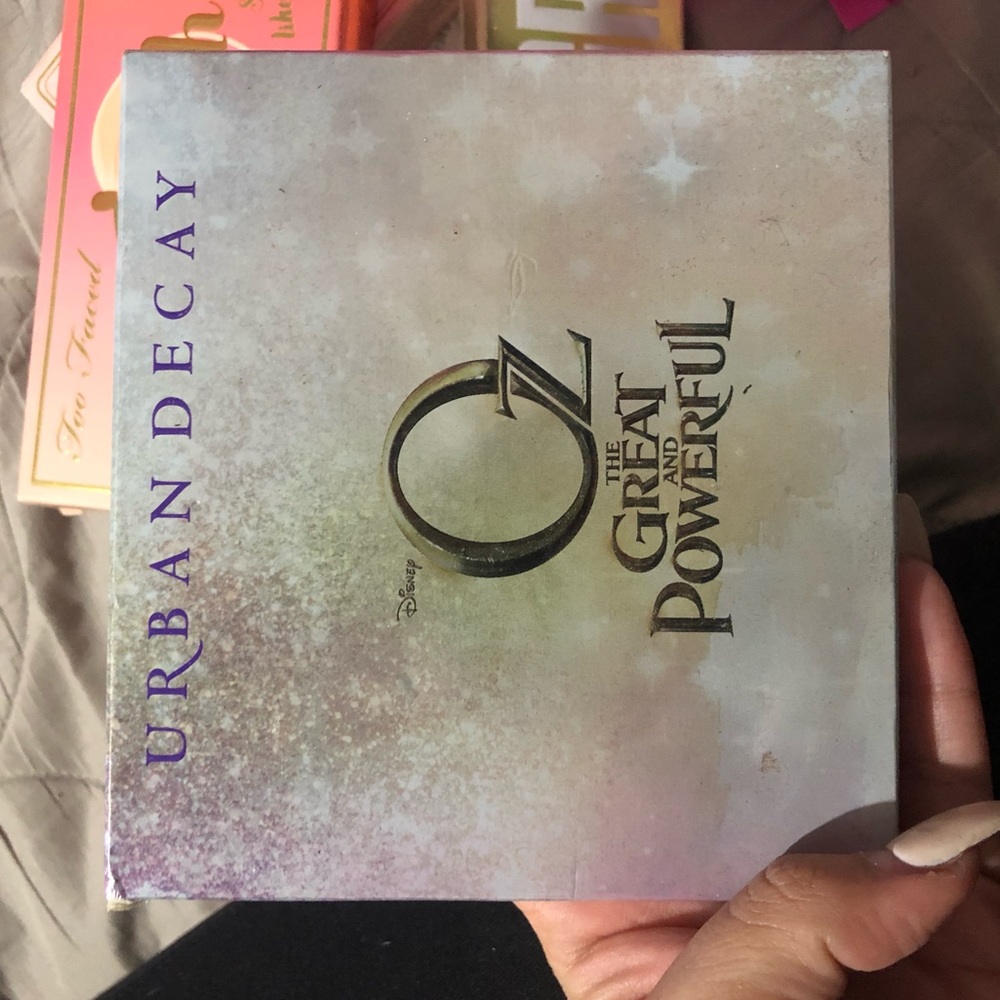 URBAN DECAY
Disney
OZ
THE
GREAT
AND
POWERFUL
Too Faced